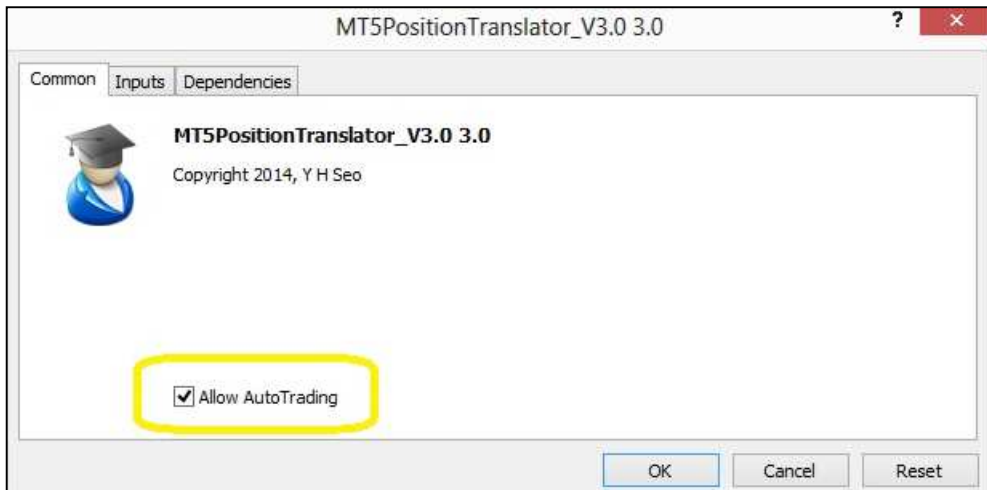 MT5PositionTranslator_V3.0 3.0
?
Common Inputs Dependencies
MT5PositionTranslator_V3.0 3.0
Copyright 2014, Y H Seo
Allow AutoTrading
OK Cancel Reset